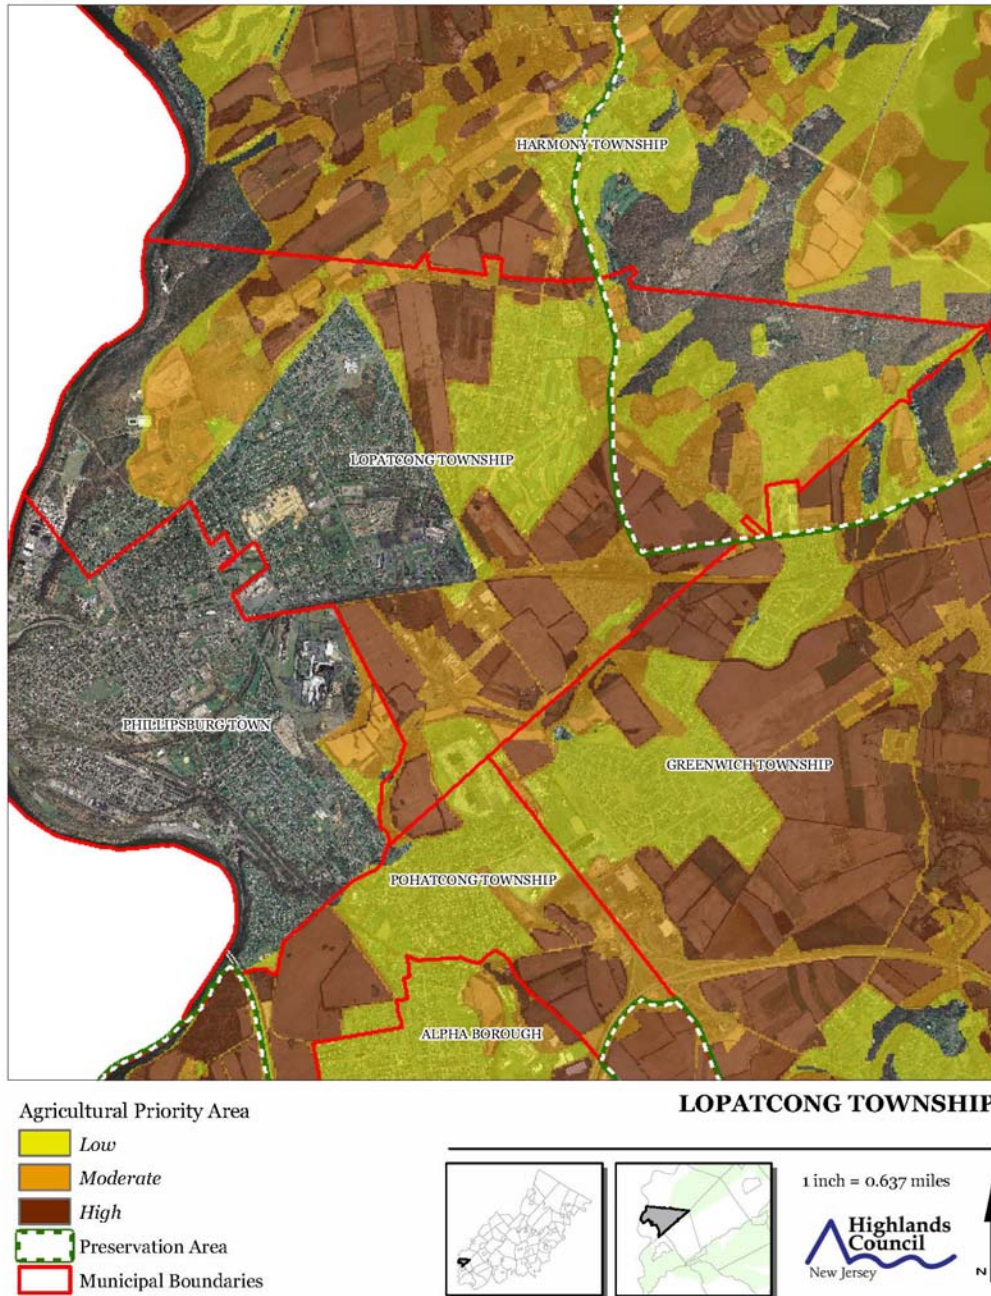 HARMONY TOWNSHIP
LOPATCONG TOWNSHIP
PHILLIPSBURG TOWN
GREENWICH TOWNSHIP
POHATCONG TOWNSHIP
ALPHA BOROUGH
LOPATCONG TOWNSHIP
Agricultural Priority Area
Low
Moderate
High
Preservation Area
Municipal Boundaries
1 inch = 0.637 miles
Highlands
Council
New Jersey
N